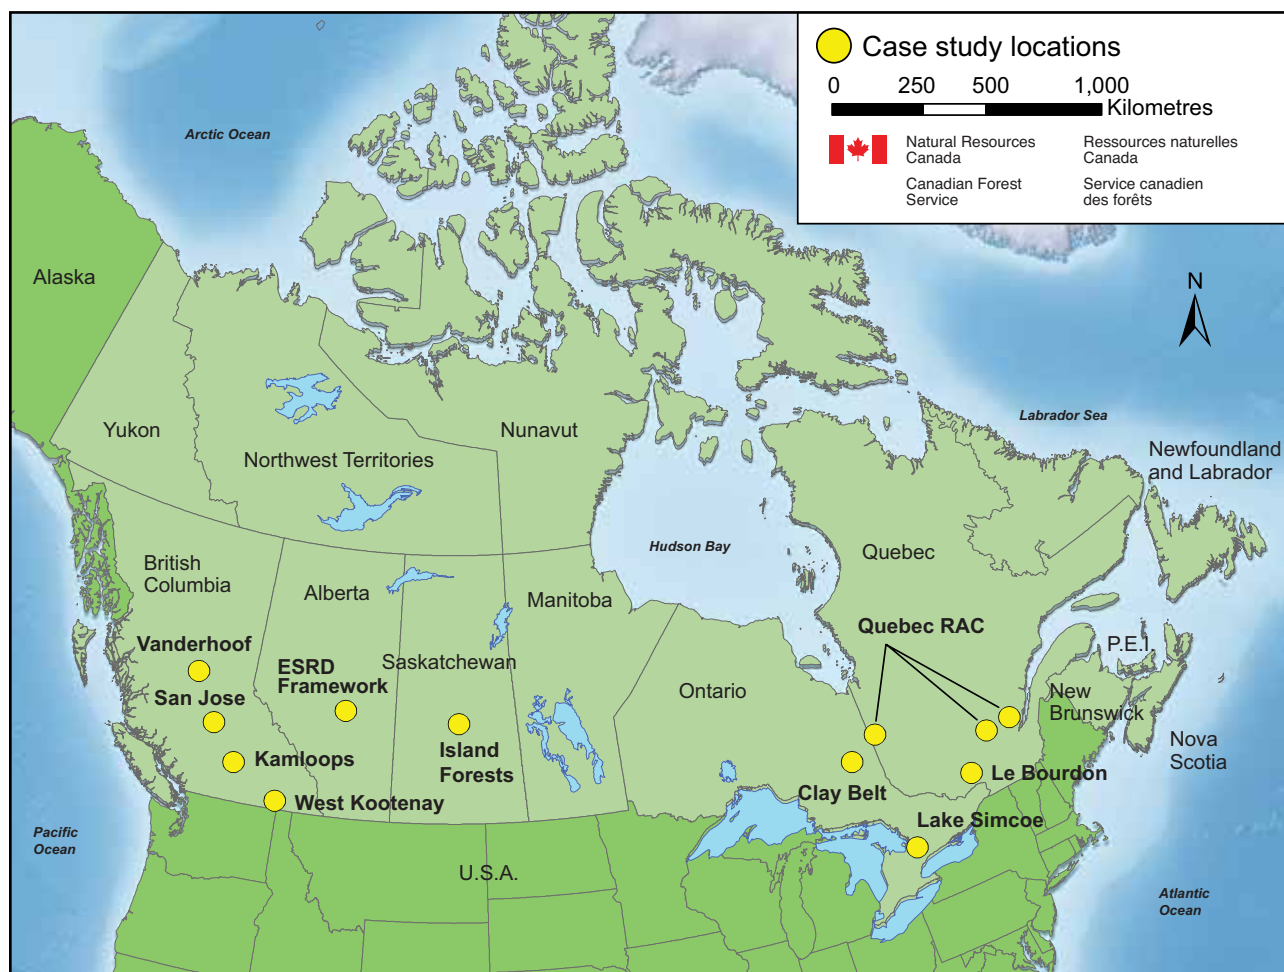 Case study locations
0 250 500 1,000
Kilometres
Natural Resources
Canada
Canadian Forest
Service
Ressources naturelles
Canada
Service canadien
des forêts
Arctic Ocean
Alaska
N
Yukon
Nunavut
Northwest Territories
Labrador Sea
Newfoundland
and Labrador
Hudson Bay
Quebec
British
Columbia
Alberta
Manitoba
Saskatchewan
Ontario
Vanderhoof
San Jose
Kamloops
West Kootenay
ESRD
Framework
Island
Forests
Quebec RAC
P.E.I.
New
Brunswick
Nova
Scotia
Le Bourdon
Clay Belt
Lake Simcoe
Pacific
Ocean
U.S.A.
Atlantic
Ocean